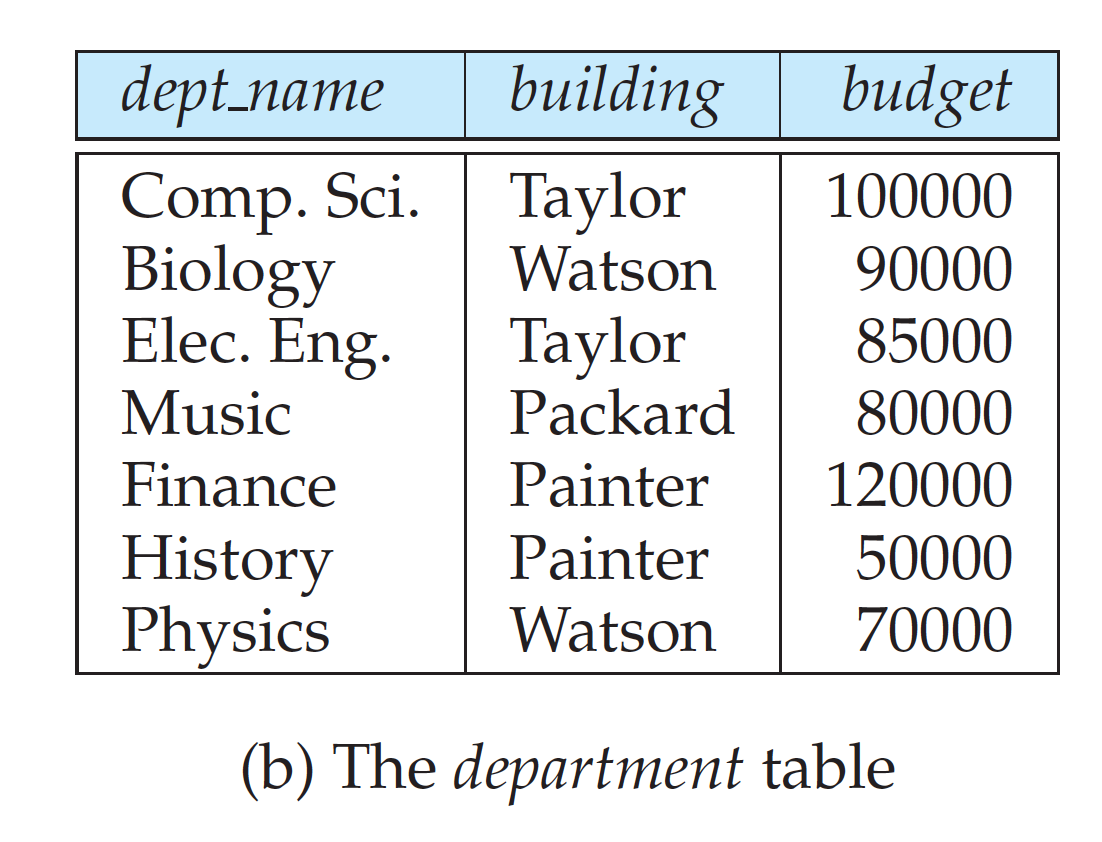 dept_name building budget
Comp. Sci. Taylor 100000
Biology Watson 90000
Elec. Eng. Taylor 85000
Music Packard 80000
Finance Painter 120000
History Painter 50000
Physics Watson 70000
(b) The department table